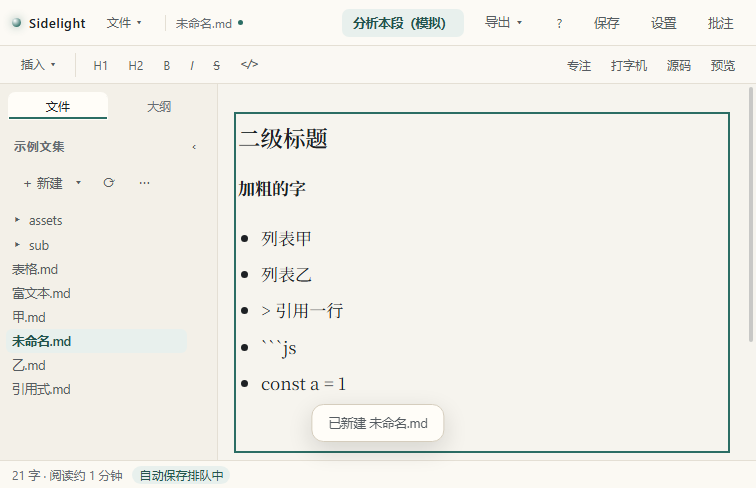 Sidelight 文件 未命名.md 分析本段（模拟） 导出 ? 保存 设置 批注
插入 H1 H2 B I S </> 专注 打字机 源码 预览
文件 大纲
示例文集
+ 新建 ...
assets
sub
表格.md
富文本.md
甲.md
未命名.md
乙.md
引用式.md
二级标题
加粗的字
列表甲
列表乙
> 引用一行
```js
const a = 1
已新建 未命名.md
21 字 · 阅读约 1 分钟 自动保存排队中